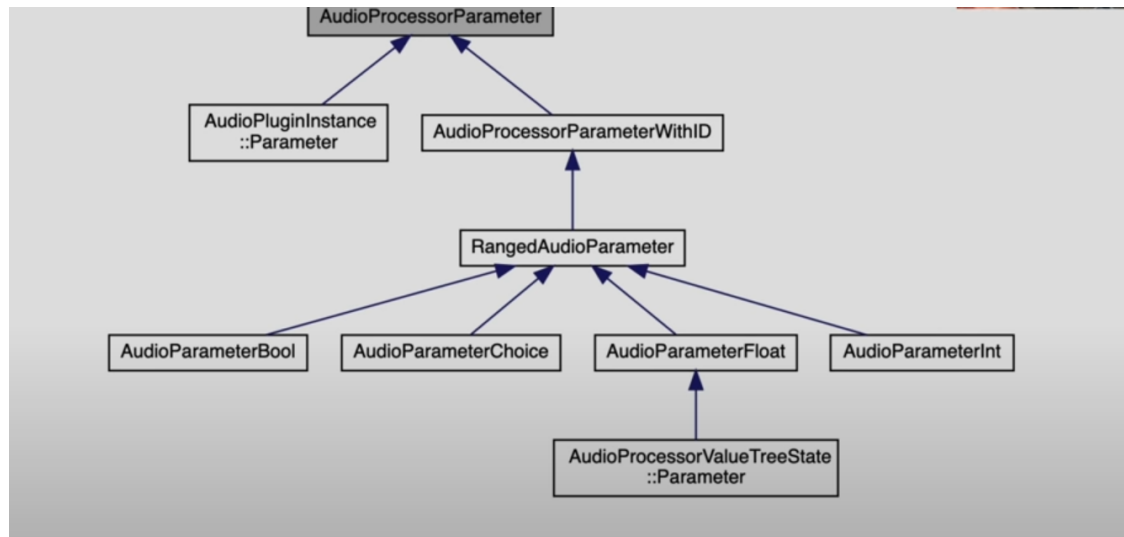 AudioProcessorParameter
AudioPluginInstance
::Parameter
AudioProcessorParameterWithID
RangedAudioParameter
AudioParameterBool
AudioParameterChoice
AudioParameterFloat
AudioParameterInt
AudioProcessorValueTreeState
::Parameter